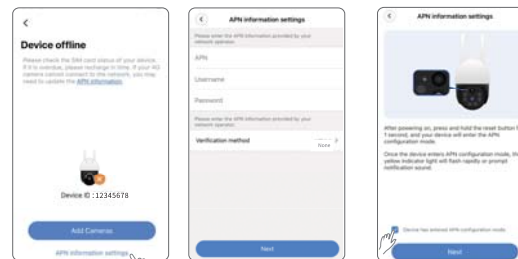 Device offline
Please check the SIM card status of your device.
If it is overdue, please recharge in time. If your 4G
camera cannot connect to the network, you may
need to update the APN information.
Device ID :12345678
Add Cameras
APN information settings
APN information settings
Please enter the APN information provided by your
network operator.
APN
Username
Password
Please enter the APN information provided by your
network operator.
Verification method
None
Next
APN information settings
After powering on, press and hold the reset button
1 second, and your device will enter the APN
configuration mode.
Once the device enters APN configuration mode, the
yellow indicator light will flash rapidly or prompt
notification sound.
Device has entered APN configuration mode
Next